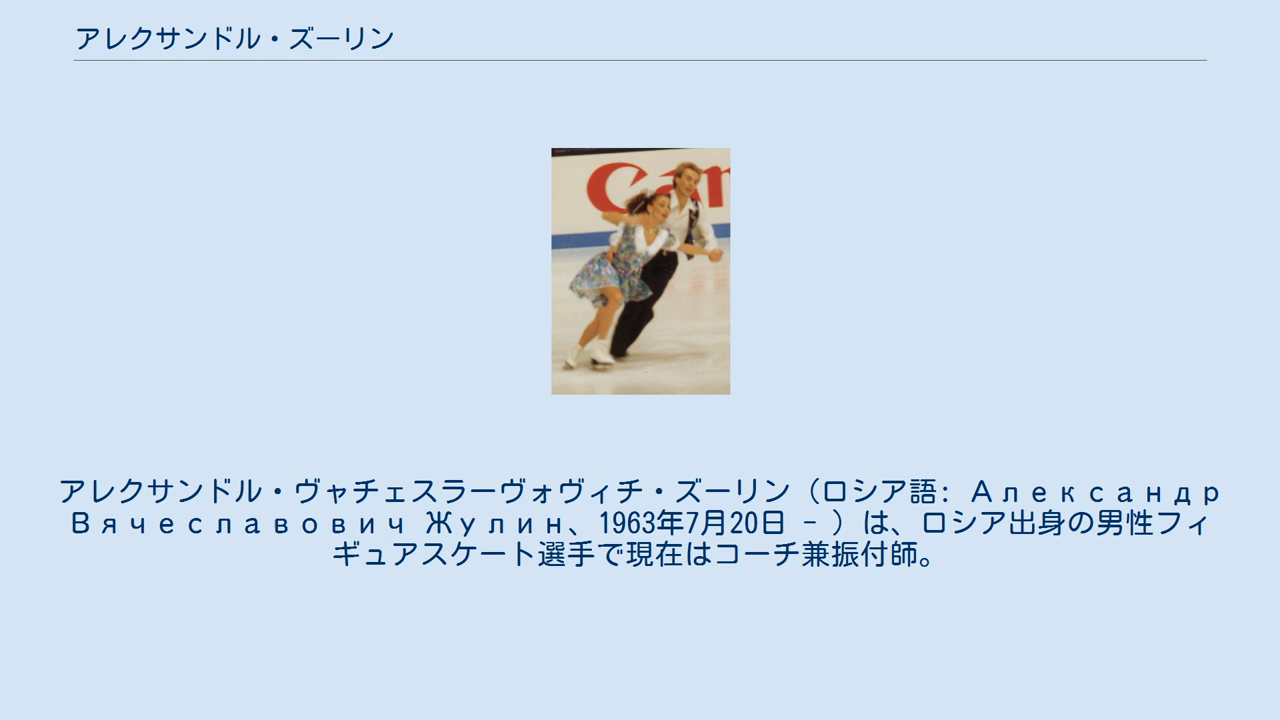 アレクサンドル・ズーリン
Can
アレクサンドル・ヴャチェスラーヴォヴィチ・ズーリン（ロシア語: Александр
Вячеславович Жулин、1963年7月20日 - ）は、ロシア出身の男性フィ
ギュアスケート選手で現在はコーチ兼振付師。